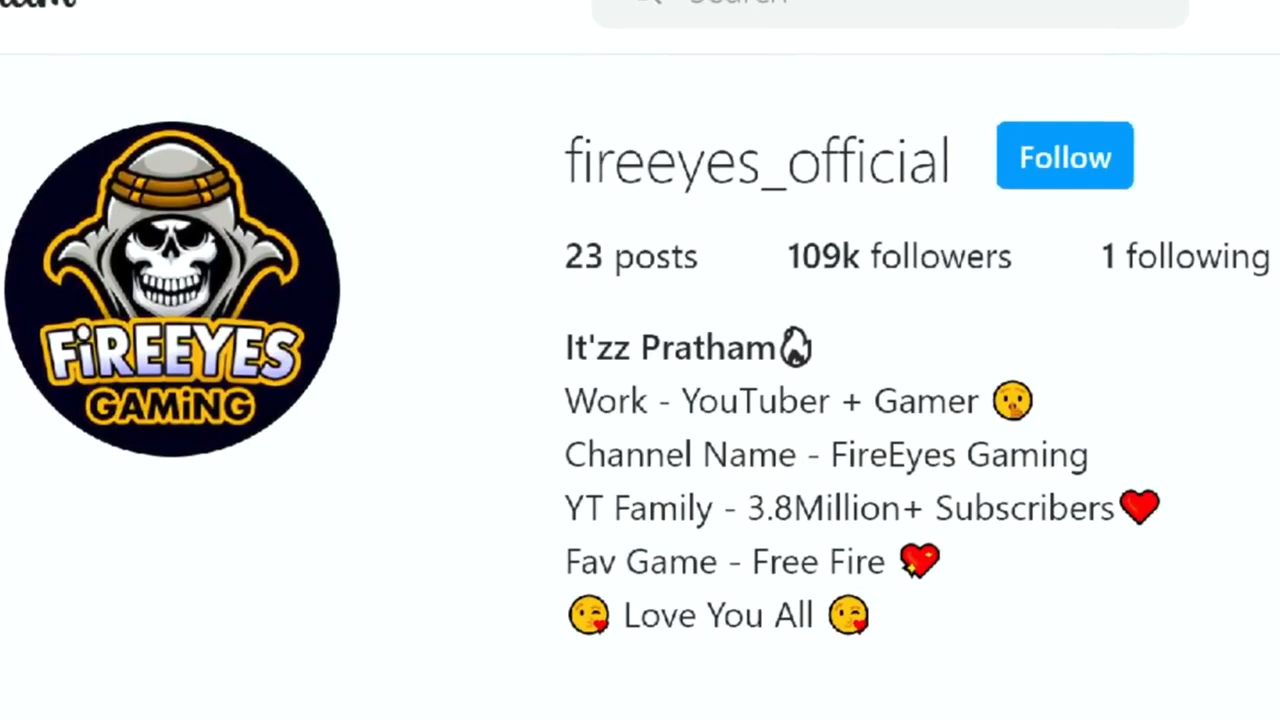 fireeyes_official Follow
23 posts 109k followers 1 following
It'zz Pratham🔥
Work - YouTuber + Gamer 🤫
Channel Name - FireEyes Gaming
YT Family - 3.8Million+ Subscribers❤️
Fav Game - Free Fire 💖
😘 Love You All 😘
FiREEYES
GAMiNG